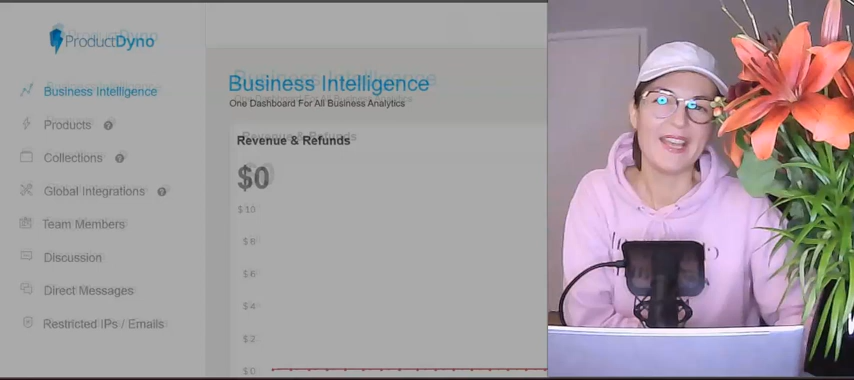 ProductDyno
Business Intelligence
Products ?
Collections ?
Global Integrations ?
Team Members
Discussion
Direct Messages
Restricted IPs / Emails
Business Intelligence
One Dashboard For All Business Analytics
Revenue & Refunds
$0
$ 10
$ 8
$ 6
$ 4
$ 2
$ 0